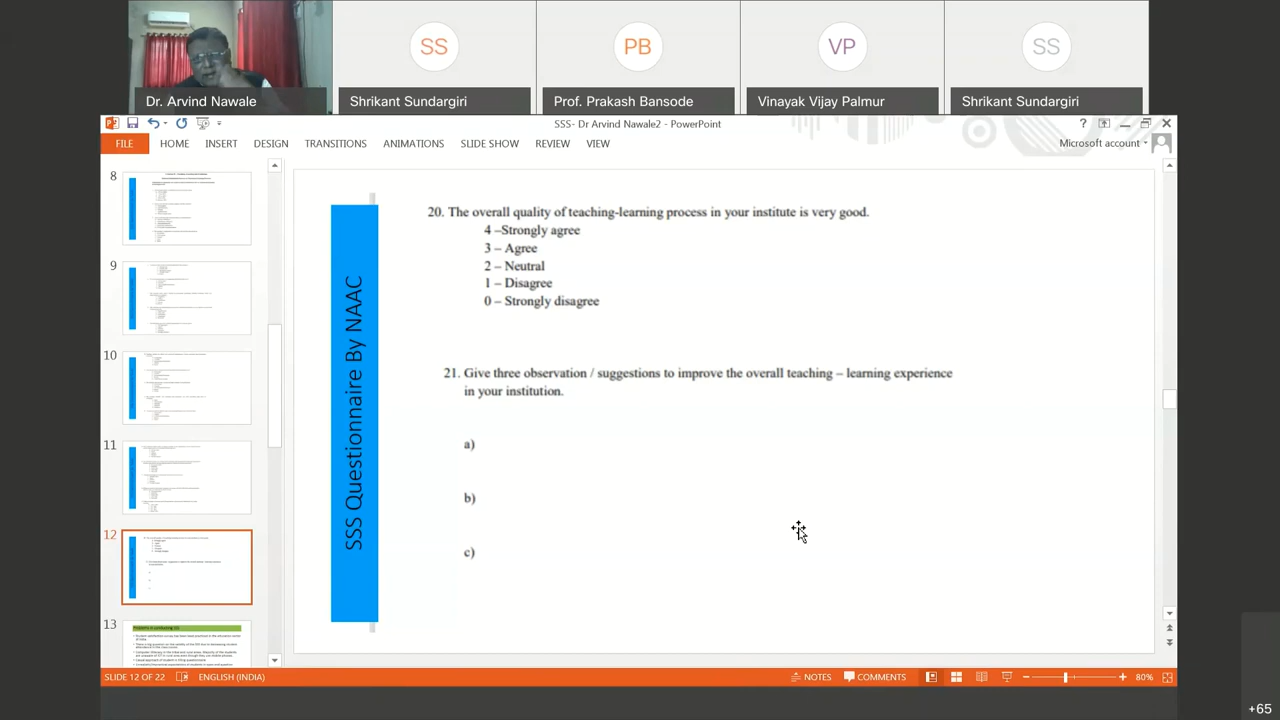 SS
PB
VP
SS
Dr. Arvind Nawale
Shrikant Sundargiri
Prof. Prakash Bansode
Vinayak Vijay Palmur
Shrikant Sundargiri
SSS- Dr Arvind Nawale2 - PowerPoint
?
FILE
HOME
INSERT
DESIGN
TRANSITIONS
ANIMATIONS
SLIDE SHOW
REVIEW
VIEW
Microsoft account
8
9
10
11
12
13
Problems in conducting SSS
SSS Questionnaire By NAAC
20. The overall quality of teaching-learning process in your institute is very good.
4 –Strongly agree
3 – Agree
2 – Neutral
1 – Disagree
0 – Strongly disagree
21. Give three observation / suggestions to improve the overall teaching – learning experience
in your institution.
a)
b)
c)
SLIDE 12 OF 22
ENGLISH (INDIA)
NOTES
COMMENTS
80%
+65